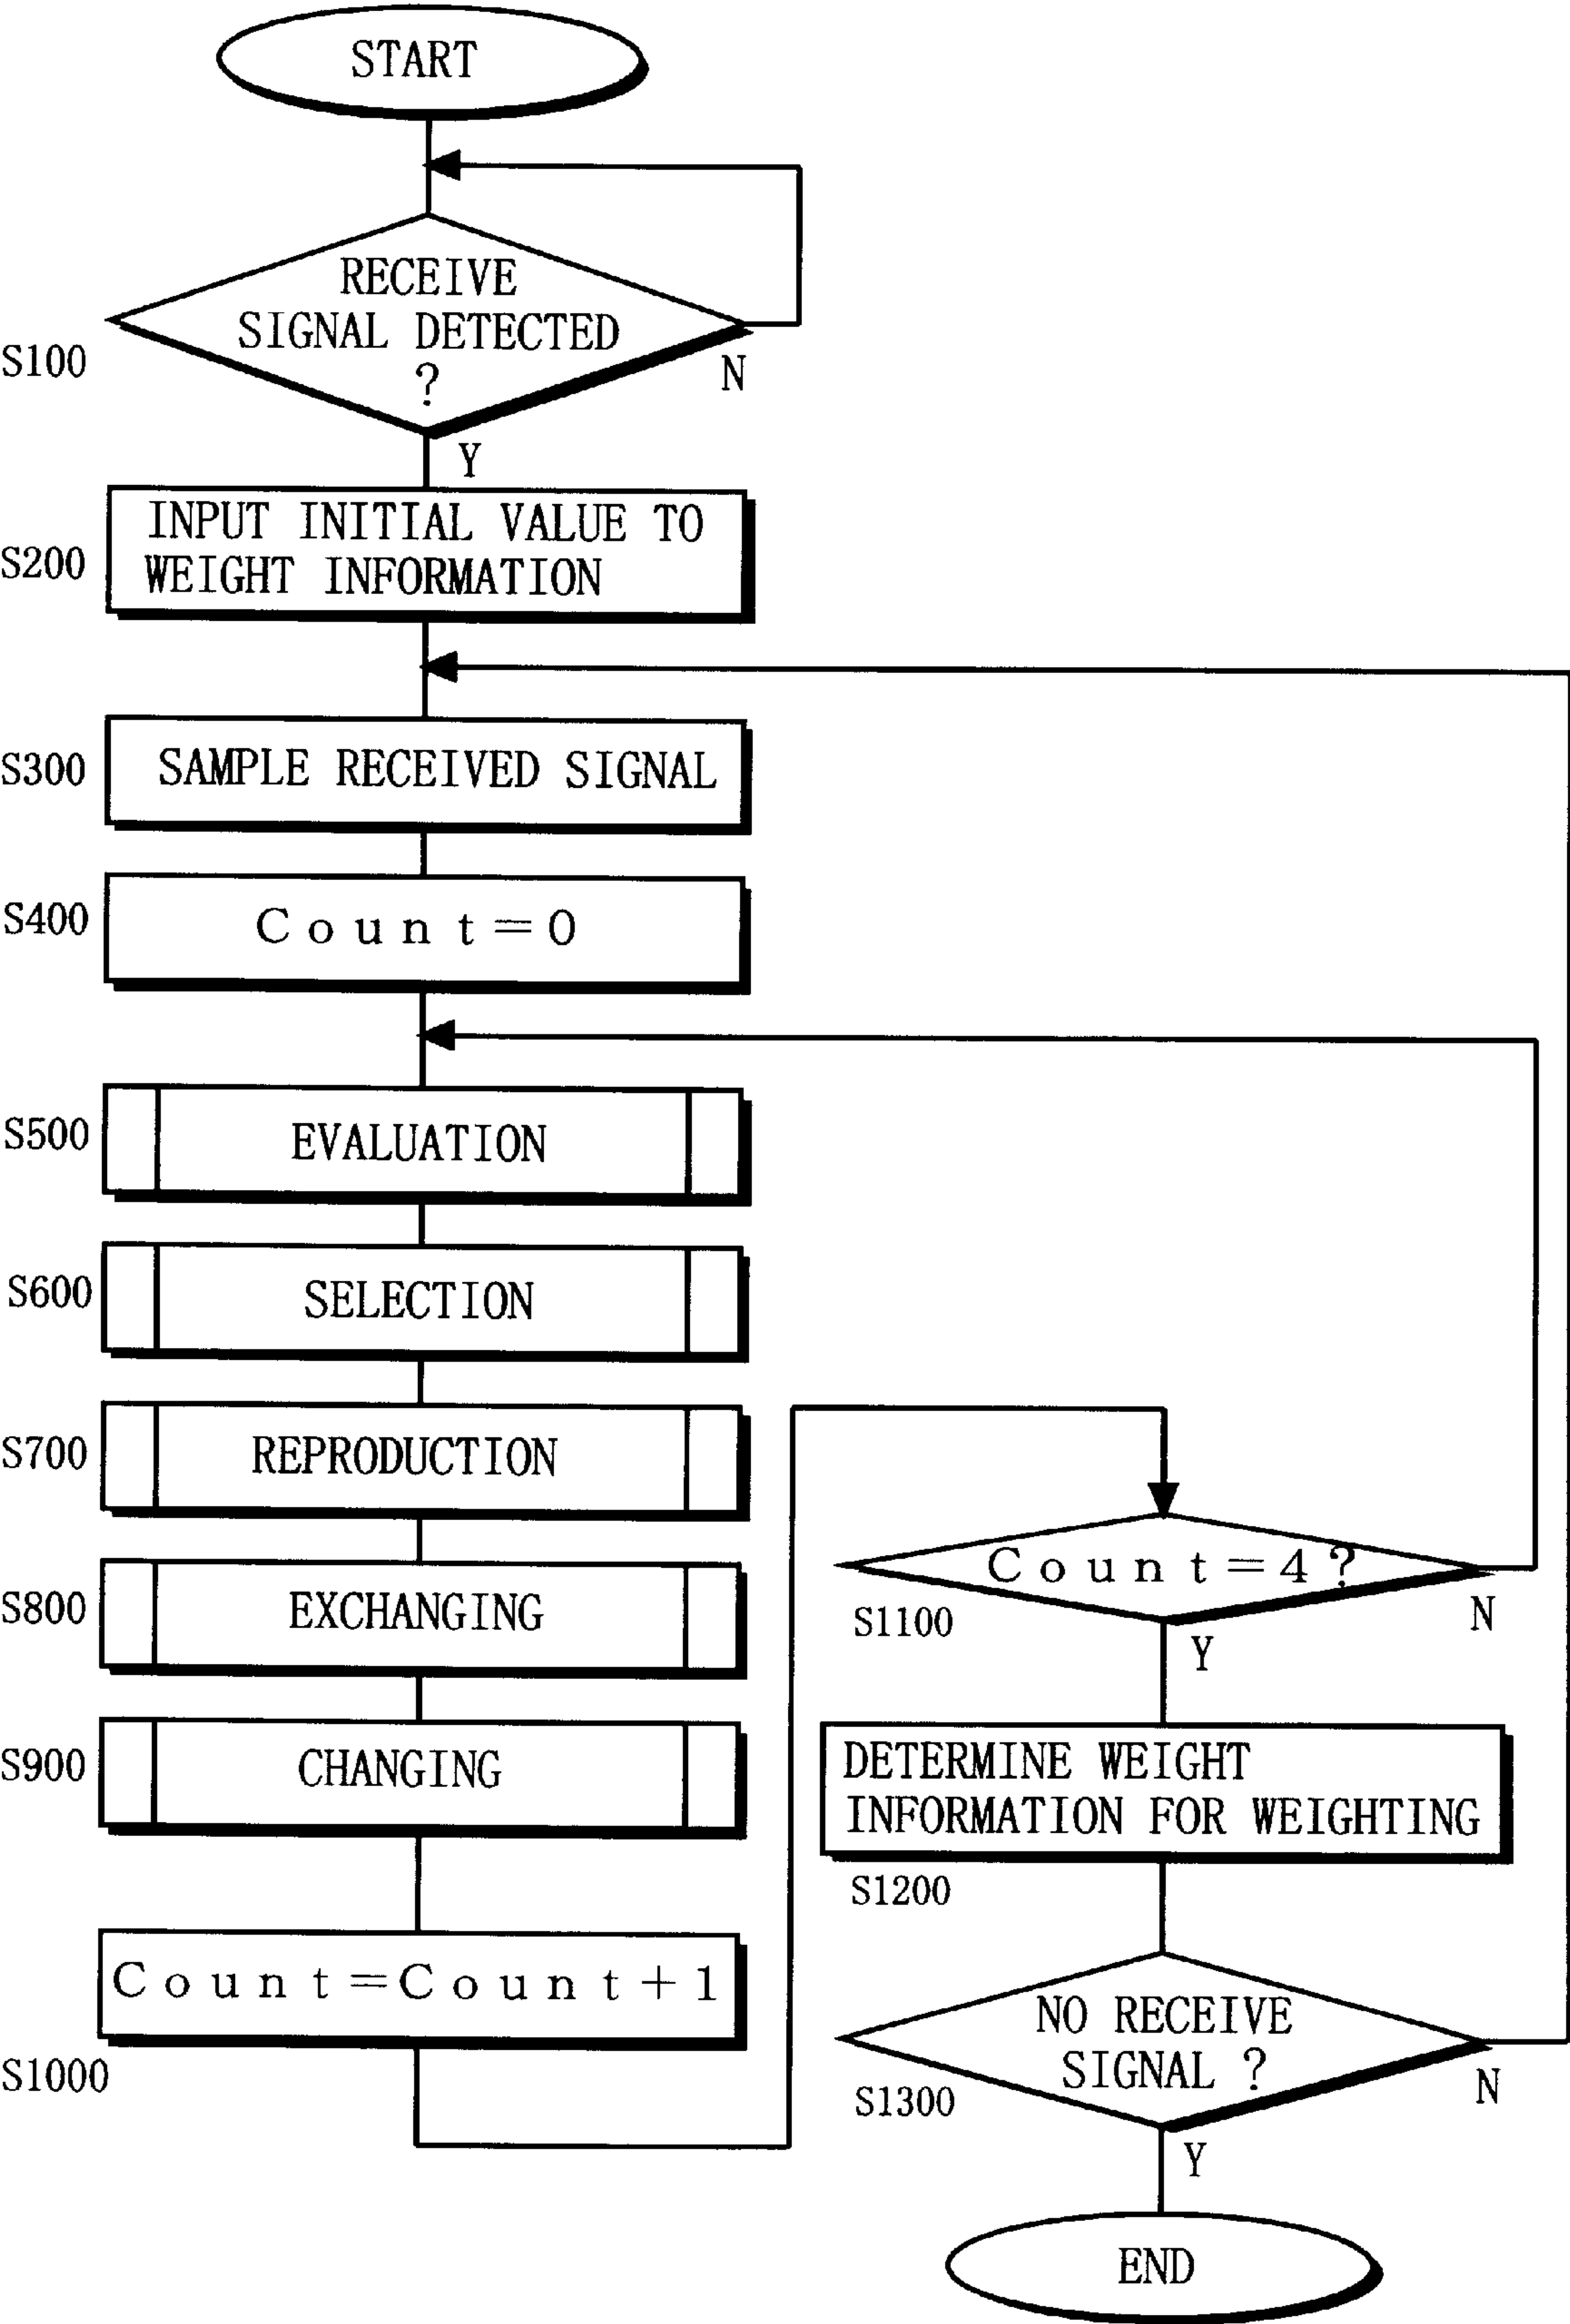 START
RECEIVE
SIGNAL DETECTED
?
S100
N
Y
INPUT INITIAL VALUE TO
WEIGHT INFORMATION
S200
S300
SAMPLE RECEIVED SIGNAL
S400
Count=0
S500
EVALUATION
S600
SELECTION
S700
REPRODUCTION
S800
EXCHANGING
S900
CHANGING
Count=Count+1
S1000
Count=4?
S1100
N
Y
DETERMINE WEIGHT
INFORMATION FOR WEIGHTING
S1200
NO RECEIVE
SIGNAL ?
S1300
N
Y
END